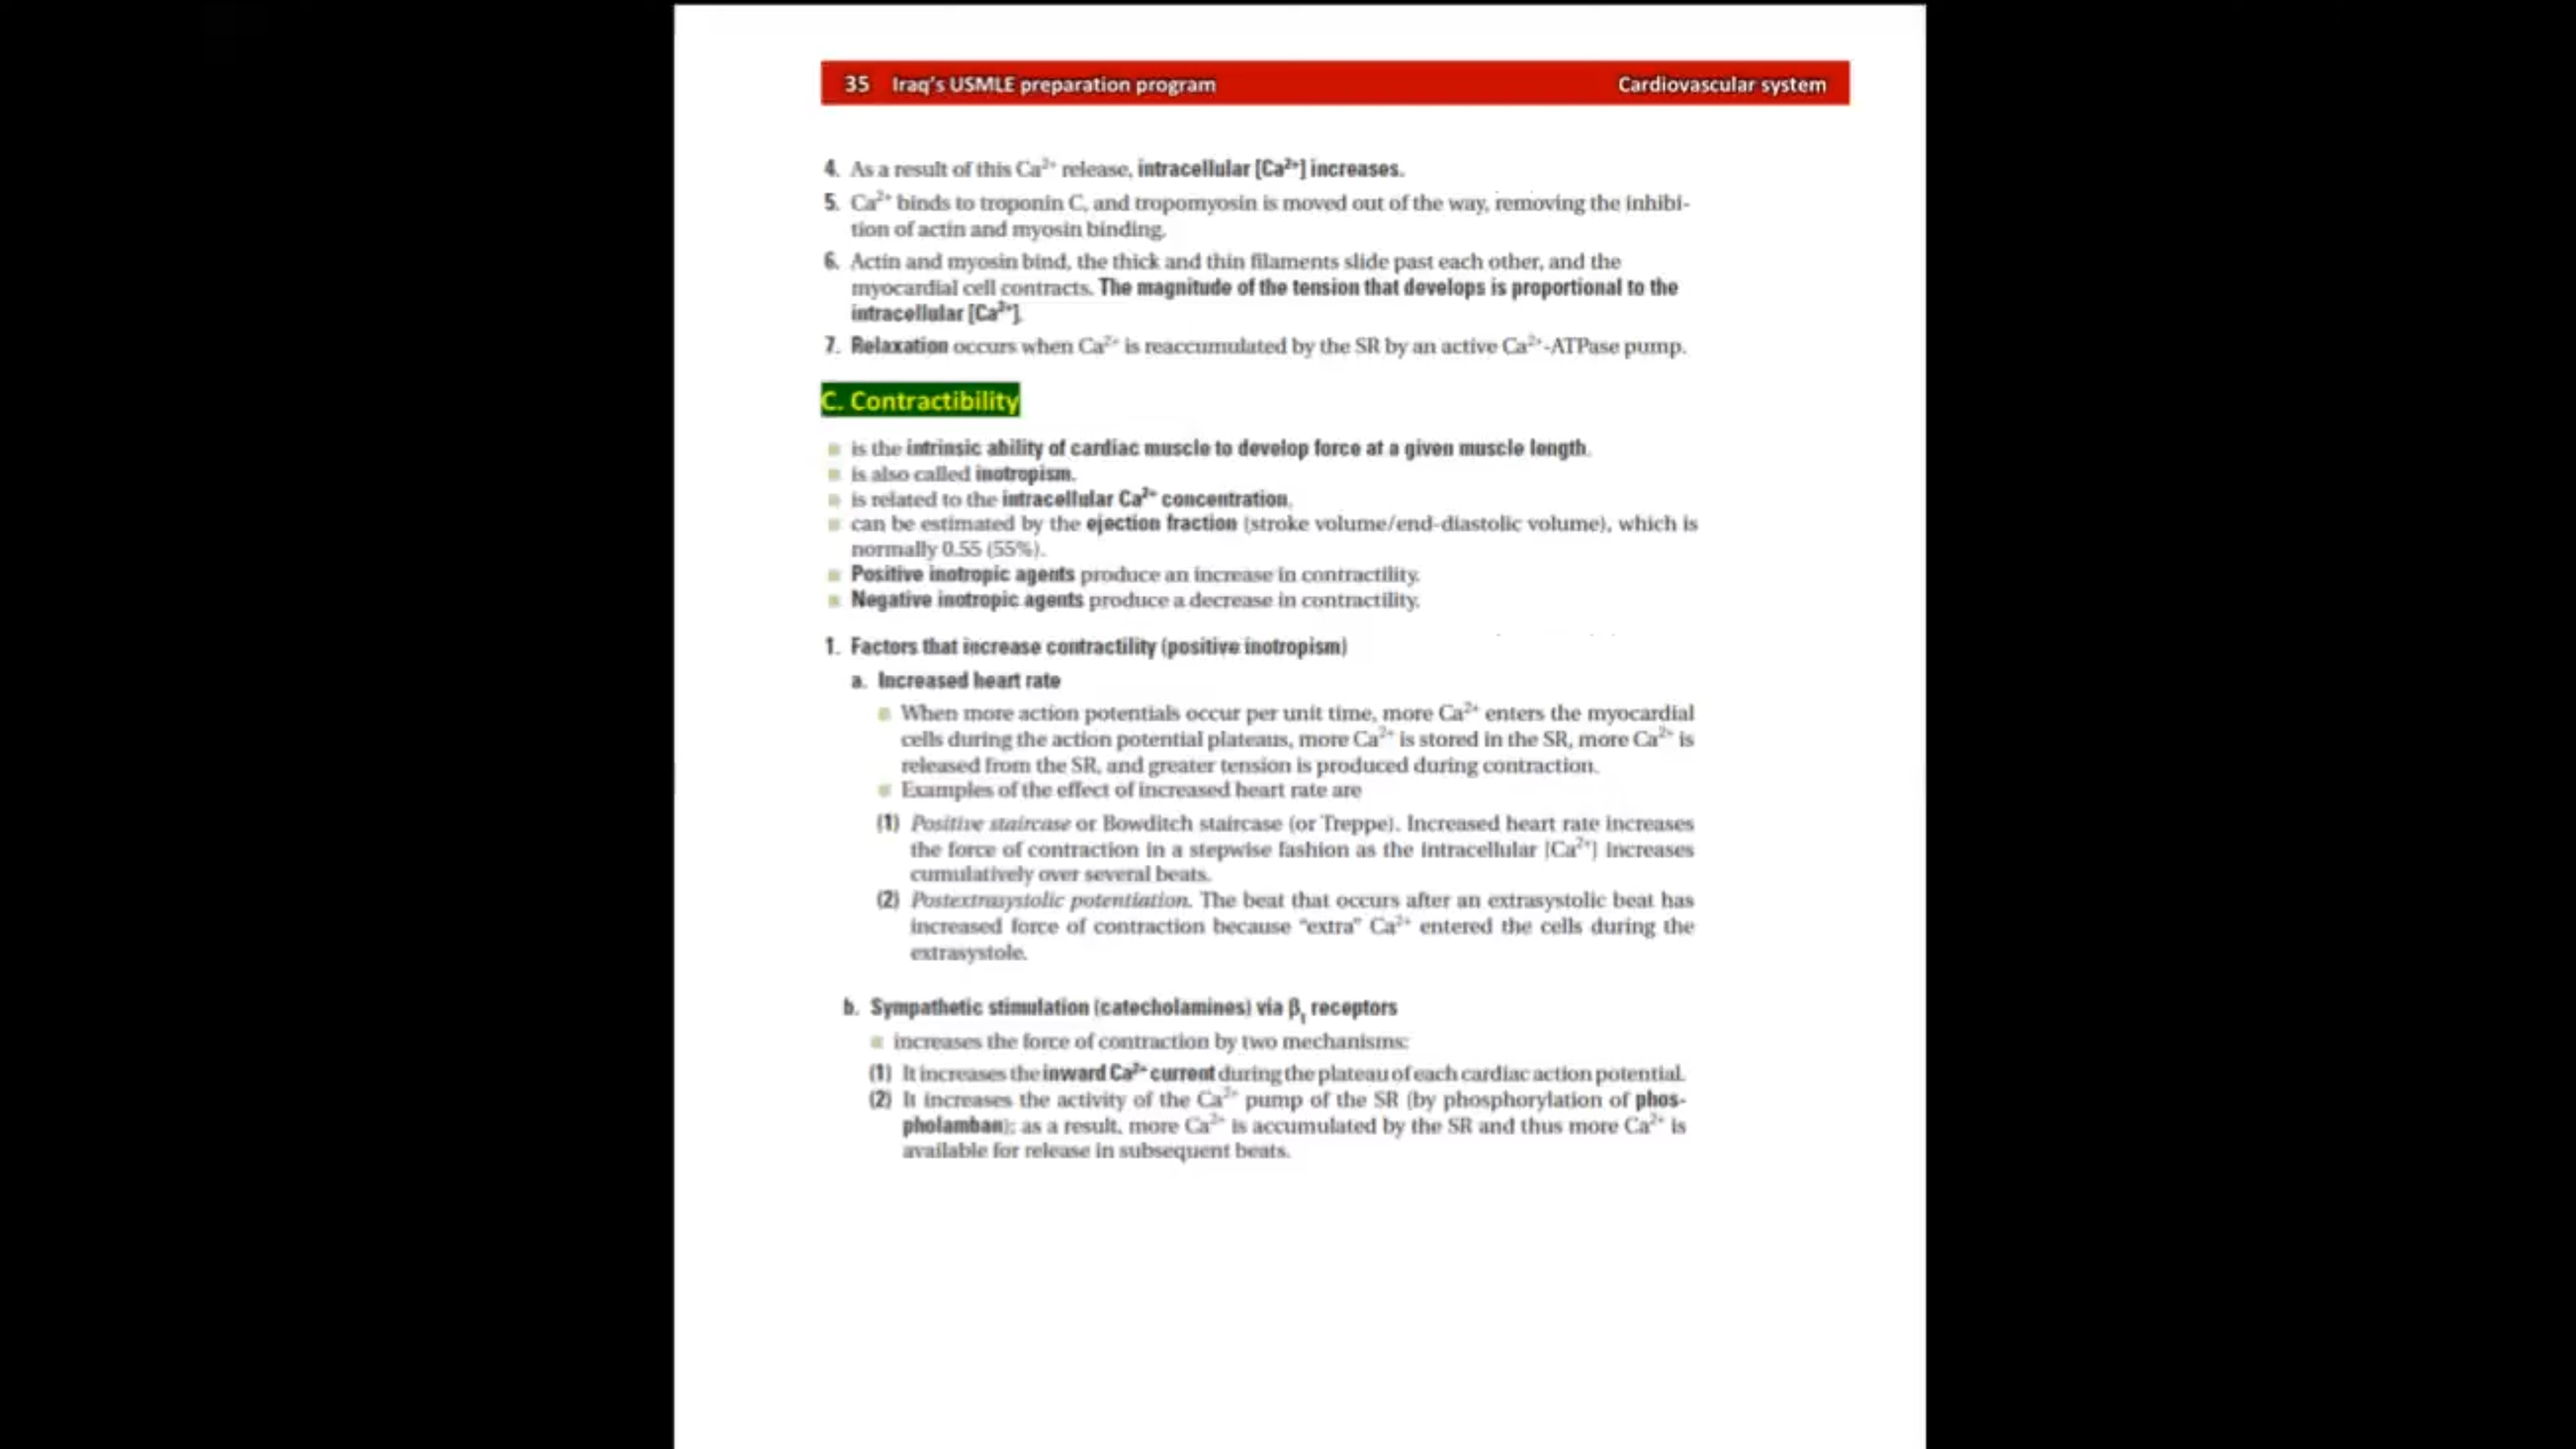 35 Iraq's USMLE preparation program Cardiovascular system
4. As a result of this Ca²⁺ release, intracellular [Ca²⁺] increases.
5. Ca²⁺ binds to troponin C, and tropomyosin is moved out of the way, removing the inhibi-
tion of actin and myosin binding.
6. Actin and myosin bind, the thick and thin filaments slide past each other, and the
myocardial cell contracts. The magnitude of the tension that develops is proportional to the
intracellular [Ca²⁺].
7. Relaxation occurs when Ca²⁺ is reaccumulated by the SR by an active Ca²⁺-ATPase pump.
C. Contractibility
is the intrinsic ability of cardiac muscle to develop force at a given muscle length.
is also called inotropism.
is related to the intracellular Ca²⁺ concentration.
can be estimated by the ejection fraction (stroke volume/end-diastolic volume), which is
normally 0.55 (55%).
Positive inotropic agents produce an increase in contractility.
Negative inotropic agents produce a decrease in contractility.
1. Factors that increase contractility (positive inotropism)
a. Increased heart rate
When more action potentials occur per unit time, more Ca²⁺ enters the myocardial
cells during the action potential plateaus, more Ca²⁺ is stored in the SR, more Ca²⁺ is
released from the SR, and greater tension is produced during contraction.
Examples of the effect of increased heart rate are
(1) Positive staircase or Bowditch staircase (or Treppe). Increased heart rate increases
the force of contraction in a stepwise fashion as the intracellular [Ca²⁺] increases
cumulatively over several beats.
(2) Postextrasystolic potentiation. The beat that occurs after an extrasystolic beat has
increased force of contraction because "extra" Ca²⁺ entered the cells during the
extrasystole.
b. Sympathetic stimulation (catecholamines) via β₁ receptors
increases the force of contraction by two mechanisms:
(1) It increases the inward Ca²⁺ current during the plateau of each cardiac action potential.
(2) It increases the activity of the Ca²⁺ pump of the SR (by phosphorylation of phos-
pholamban); as a result, more Ca²⁺ is accumulated by the SR and thus more Ca²⁺ is
available for release in subsequent beats.